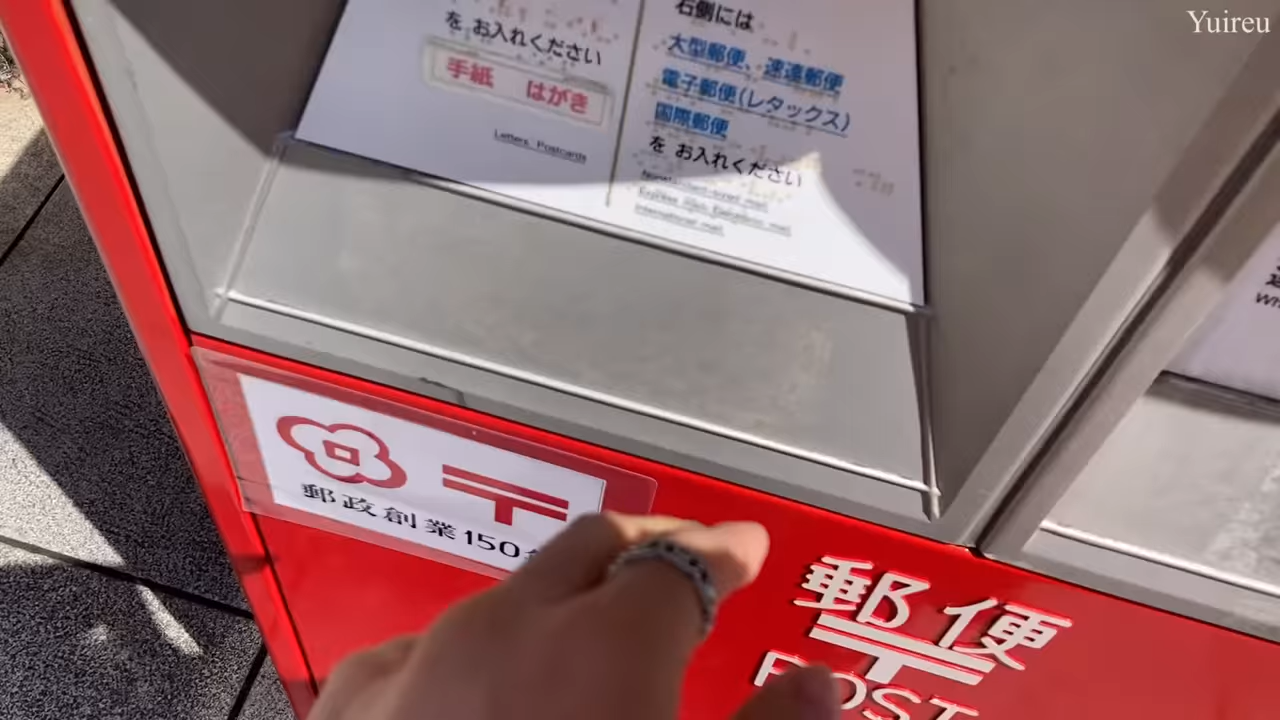 Yuireu
を お入れください
手紙 はがき
Letters, Postcards
右側には
大型郵便、速達郵便
電子郵便(レタックス)
国際郵便
を お入れください
International mail
郵政創業150
〒
郵便
〒
POST